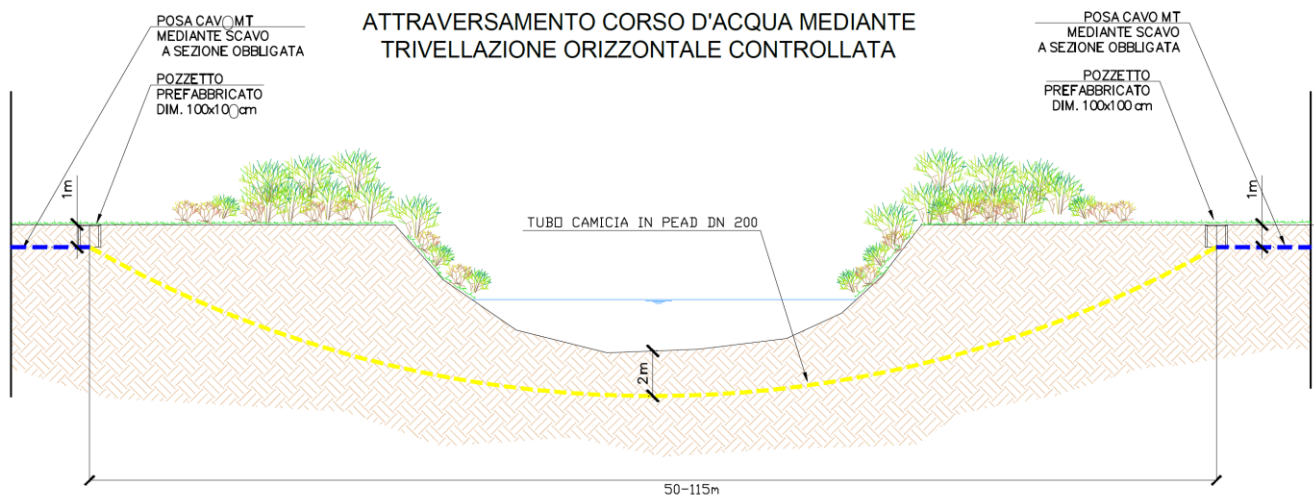 ATTRAVERSAMENTO CORSO D'ACQUA MEDIANTE
TRIVELLAZIONE ORIZZONTALE CONTROLLATA
POSA CAVO MT
MEDIANTE SCAVO
A SEZIONE OBBLIGATA
POZZETTO
PREFABBRICATO
DIM. 100x100cm
POSA CAVO MT
MEDIANTE SCAVO
A SEZIONE OBBLIGATA
POZZETTO
PREFABBRICATO
DIM. 100x100 cm
1m
1m
TUBO CAMICIA IN PEAD DN 200
2m
50-115m